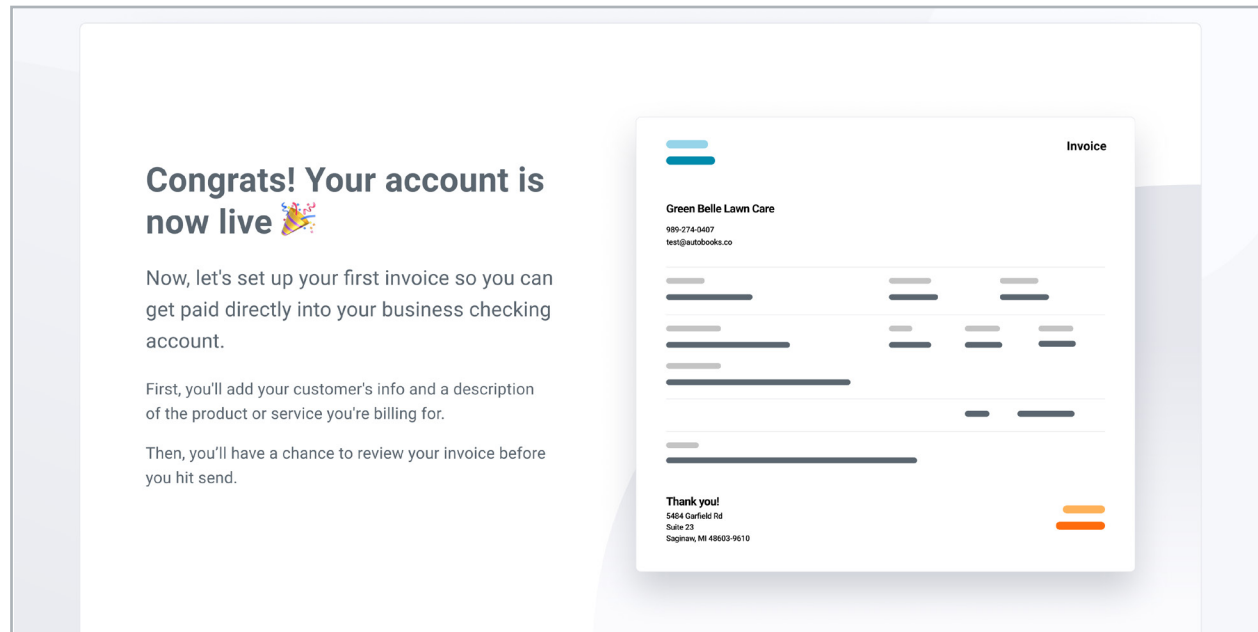 Congrats! Your account is
now live 🎉
Now, let's set up your first invoice so you can
get paid directly into your business checking
account.
First, you'll add your customer's info and a description
of the product or service you're billing for.
Then, you'll have a chance to review your invoice before
you hit send.
Invoice
Green Belle Lawn Care
989-274-0407
test@autobooks.co
Thank you!
5484 Garfield Rd
Suite 23
Saginaw, MI 48603-9610